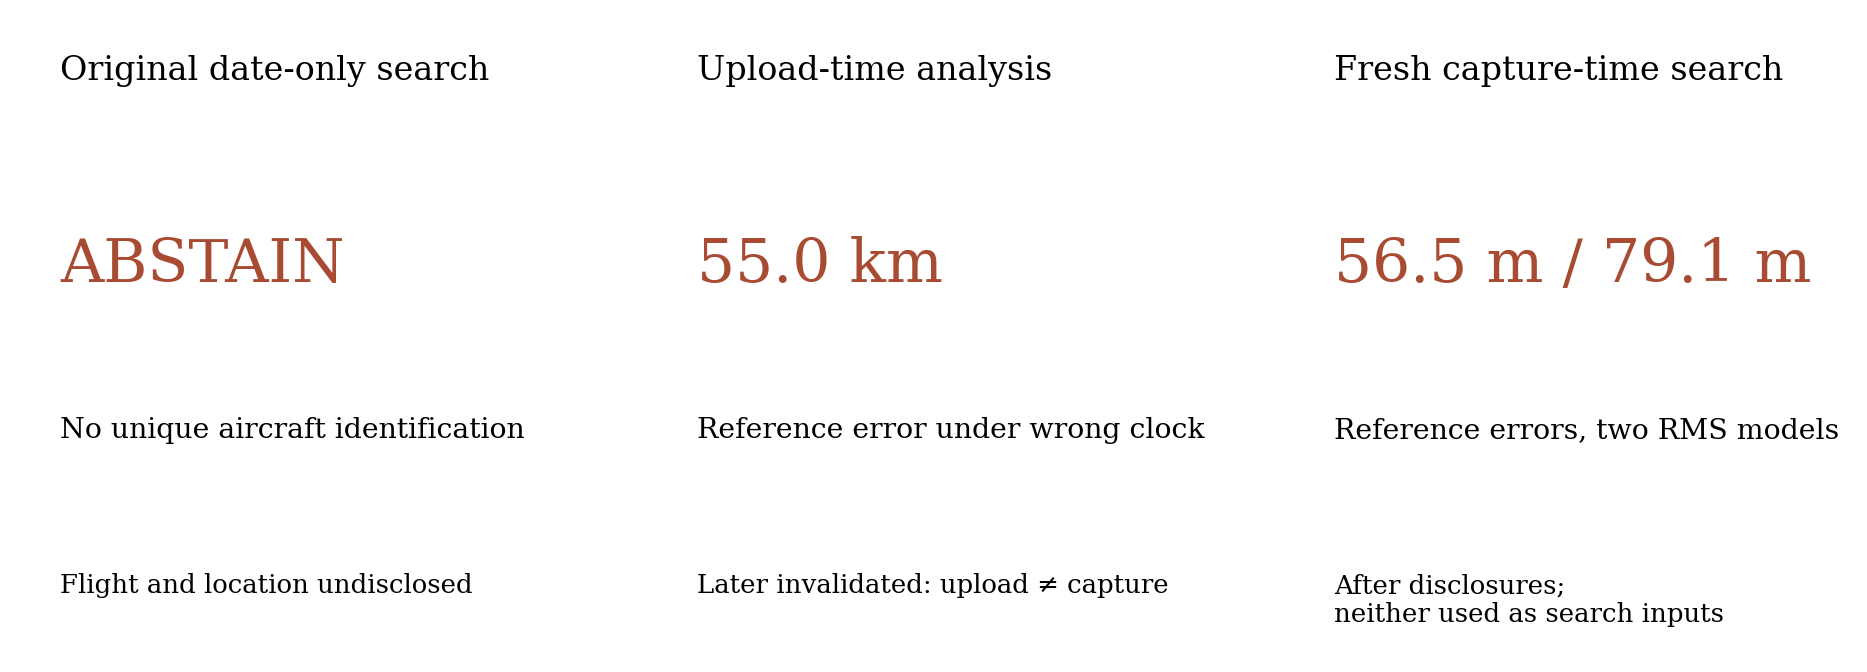 Original date-only search
ABSTAIN
No unique aircraft identification
Flight and location undisclosed
Upload-time analysis
55.0 km
Reference error under wrong clock
Later invalidated: upload ≠ capture
Fresh capture-time search
56.5 m / 79.1 m
Reference errors, two RMS models
After disclosures;
neither used as search inputs